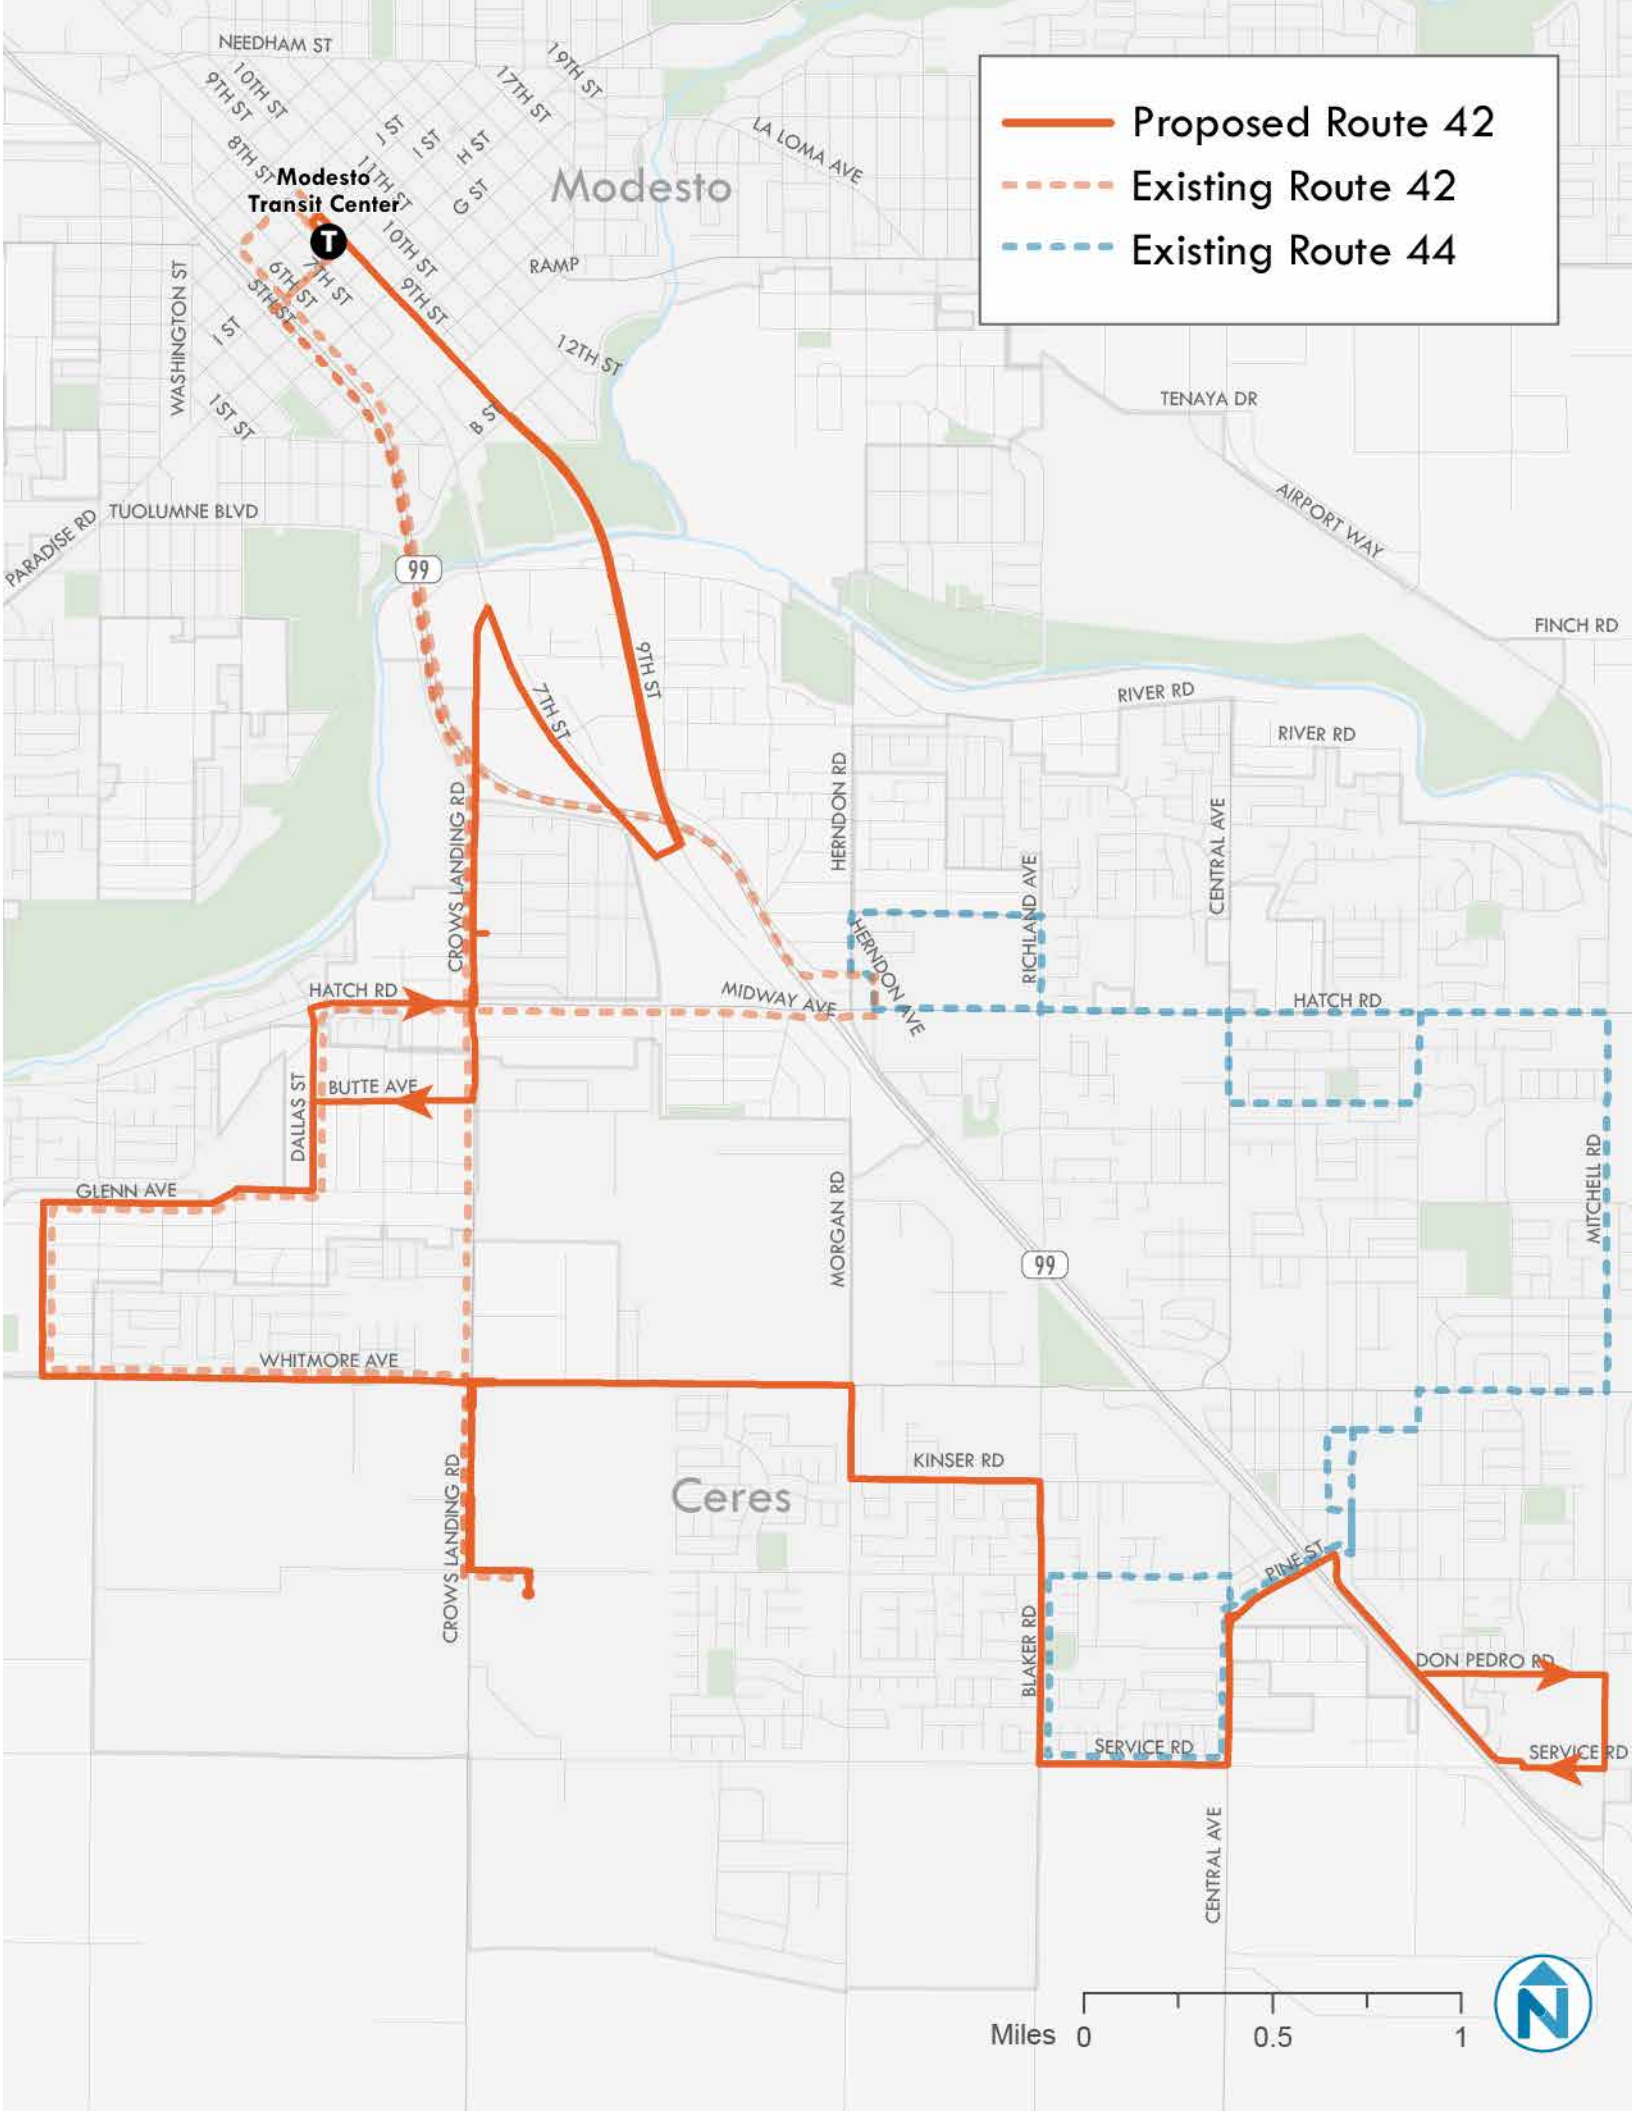 NEEDHAM ST
19TH ST
17TH ST
10TH ST
9TH ST
8TH ST
J ST
I ST
H ST
G ST
11TH ST
Modesto
Transit Center
T
Modesto
LA LOMA AVE
Proposed Route 42
Existing Route 42
Existing Route 44
10TH ST
9TH ST
RAMP
7TH ST
6TH ST
5TH ST
WASHINGTON ST
I ST
12TH ST
1ST ST
B ST
TENAYA DR
TUOLUMNE BLVD
PARADISE RD
AIRPORT WAY
99
FINCH RD
9TH ST
7TH ST
RIVER RD
RIVER RD
CROWS LANDING RD
HERNDON RD
RICHLAND AVE
CENTRAL AVE
HERNDON AVE
HATCH RD
MIDWAY AVE
HATCH RD
BUTTE AVE
DALLAS ST
GLENN AVE
MORGAN RD
MITCHELL RD
99
WHITMORE AVE
KINSER RD
Ceres
CROWS LANDING RD
PINE ST
BLAKER RD
DON PEDRO RD
SERVICE RD
SERVICE RD
CENTRAL AVE
Miles 0 0.5 1
N